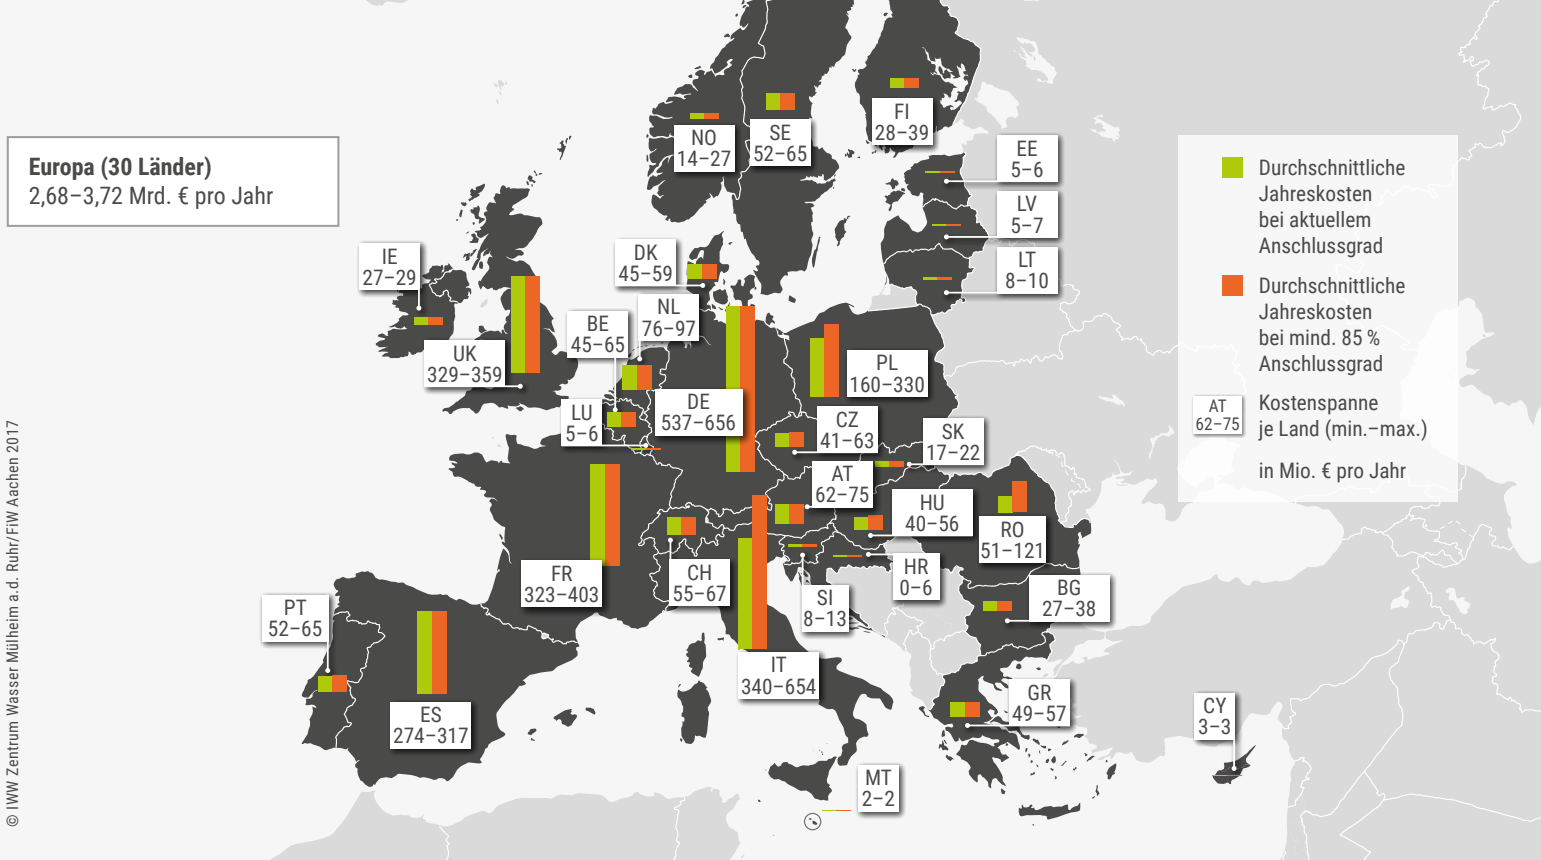 Europa (30 Länder)
2,68–3,72 Mrd. € pro Jahr
NO
14–27
SE
52–65
FI
28–39
EE
5–6
LV
5–7
LT
8–10
IE
27–29
DK
45–59
NL
76–97
BE
45–65
UK
329–359
PL
160–330
DE
537–656
LU
5–6
CZ
41–63
SK
17–22
AT
62–75
HU
40–56
RO
51–121
FR
323–403
CH
55–67
HR
0–6
SI
8–13
BG
27–38
PT
52–65
IT
340–654
ES
274–317
GR
49–57
CY
3–3
MT
2–2
Durchschnittliche
Jahreskosten
bei aktuellem
Anschlussgrad
Durchschnittliche
Jahreskosten
bei mind. 85 %
Anschlussgrad
AT
62–75
Kostenspanne
je Land (min.–max.)
in Mio. € pro Jahr
© IWW Zentrum Wasser Mülheim a.d. Ruhr/FiW Aachen 2017